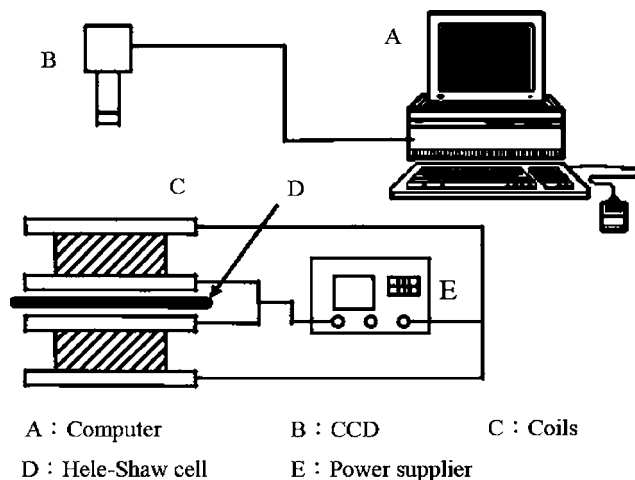 A
B
C
D
E
A : Computer B : CCD C : Coils
D : Hele-Shaw cell E : Power supplier